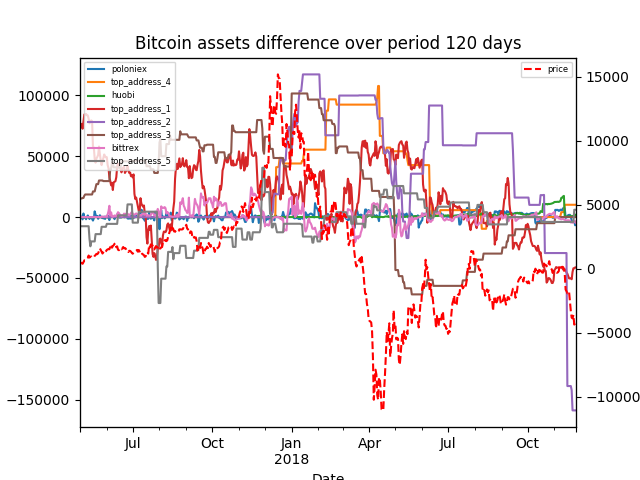 Bitcoin assets difference over period 120 days
poloniex
top_address_4
huobi
top_address_1
top_address_2
top_address_3
bittrex
top_address_5
price
100000
50000
0
−50000
−100000
−150000
15000
10000
5000
0
−5000
−10000
Jul
Oct
Jan
2018
Apr
Jul
Oct
Date